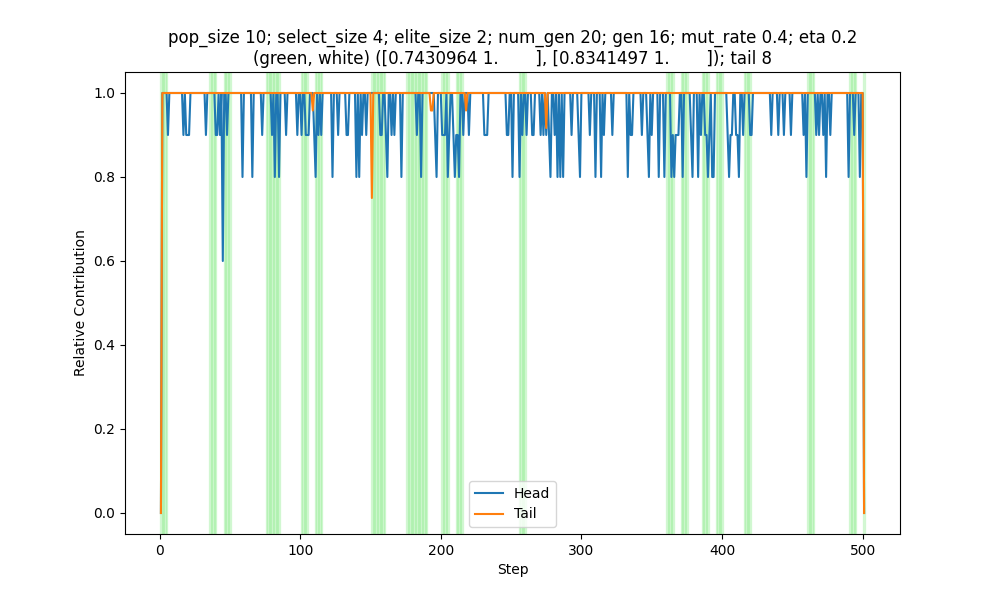 pop_size 10; select_size 4; elite_size 2; num_gen 20; gen 16; mut_rate 0.4; eta 0.2
(green, white) ([0.7430964 1.       ], [0.8341497 1.       ]); tail 8
Relative Contribution
1.0
0.8
0.6
0.4
0.2
0.0
Head
Tail
0 100 200 300 400 500
Step